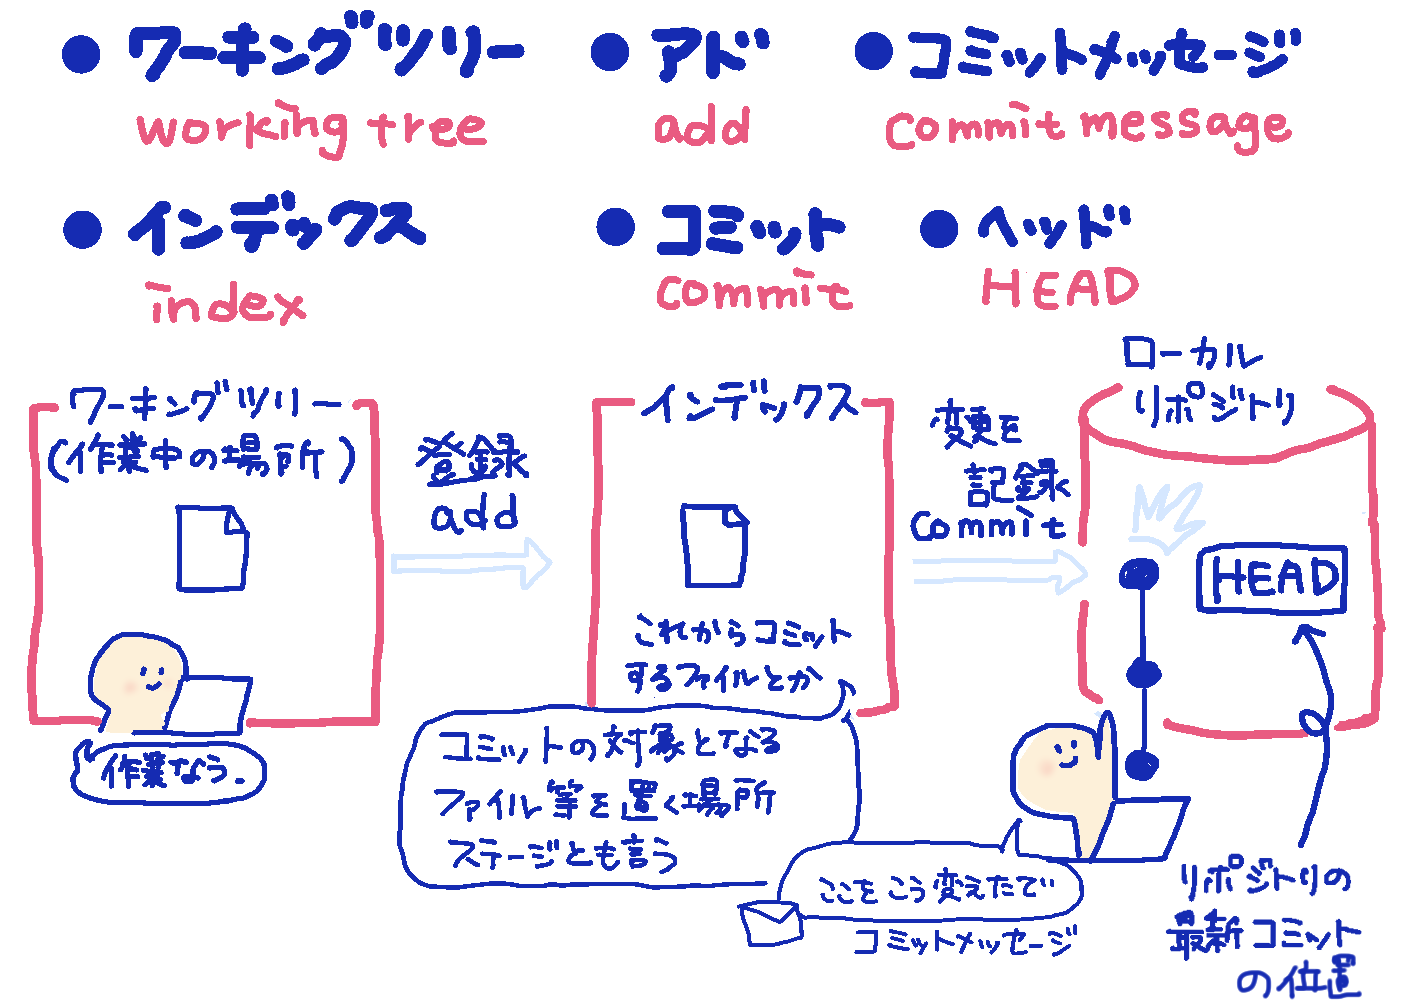 ● ワーキングツリー
working tree
● アド
add
● コミットメッセージ
commit message
● インデックス
index
● コミット
commit
● ヘッド
HEAD
ワーキングツリー
(作業中の場所)
作業なう.
登録
add
インデックス
これからコミット
するファイルとか
コミットの対象となる
ファイル等を置く場所
ステージとも言う
変更を
記録
commit
ローカル
リポジトリ
HEAD
ここをこう変えたで
コミットメッセージ
リポジトリの
最新コミット
の位置